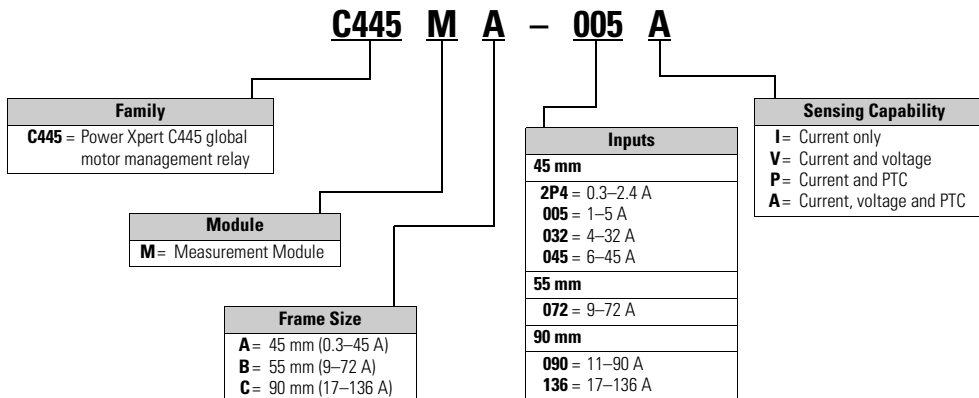 C445 M A – 005 A
Family
C445 = Power Xpert C445 global
motor management relay
Module
M= Measurement Module
Frame Size
A= 45 mm (0.3–45 A)
B= 55 mm (9–72 A)
C= 90 mm (17–136 A)
Inputs
45 mm
2P4 = 0.3–2.4 A
005 = 1–5 A
032 = 4–32 A
045 = 6–45 A
55 mm
072 = 9–72 A
90 mm
090 = 11–90 A
136 = 17–136 A
Sensing Capability
I= Current only
V= Current and voltage
P= Current and PTC
A= Current, voltage and PTC